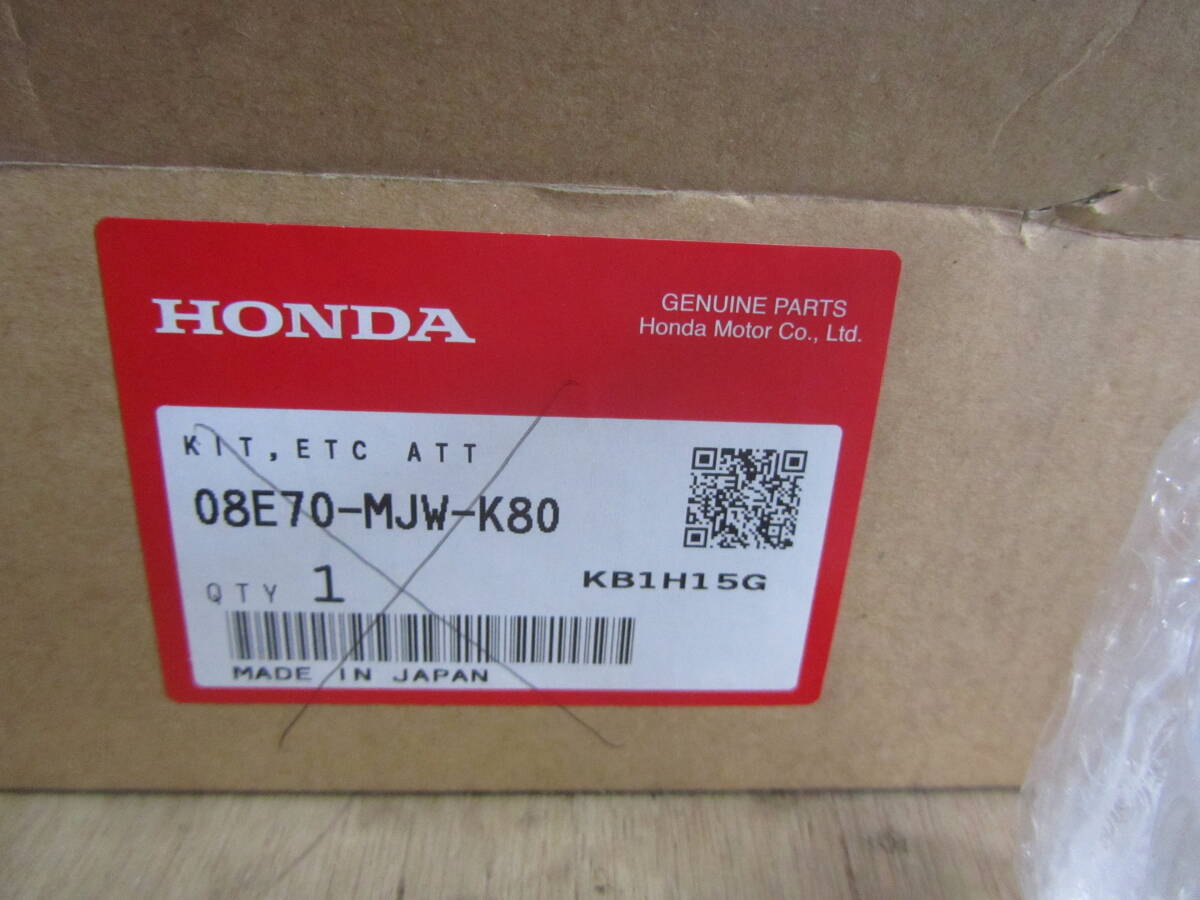 HONDA
GENUINE PARTS
Honda Motor Co., Ltd.
KIT, ETC ATT
08E70-MJW-K80
QTY 1
KB1H15G
MADE IN JAPAN